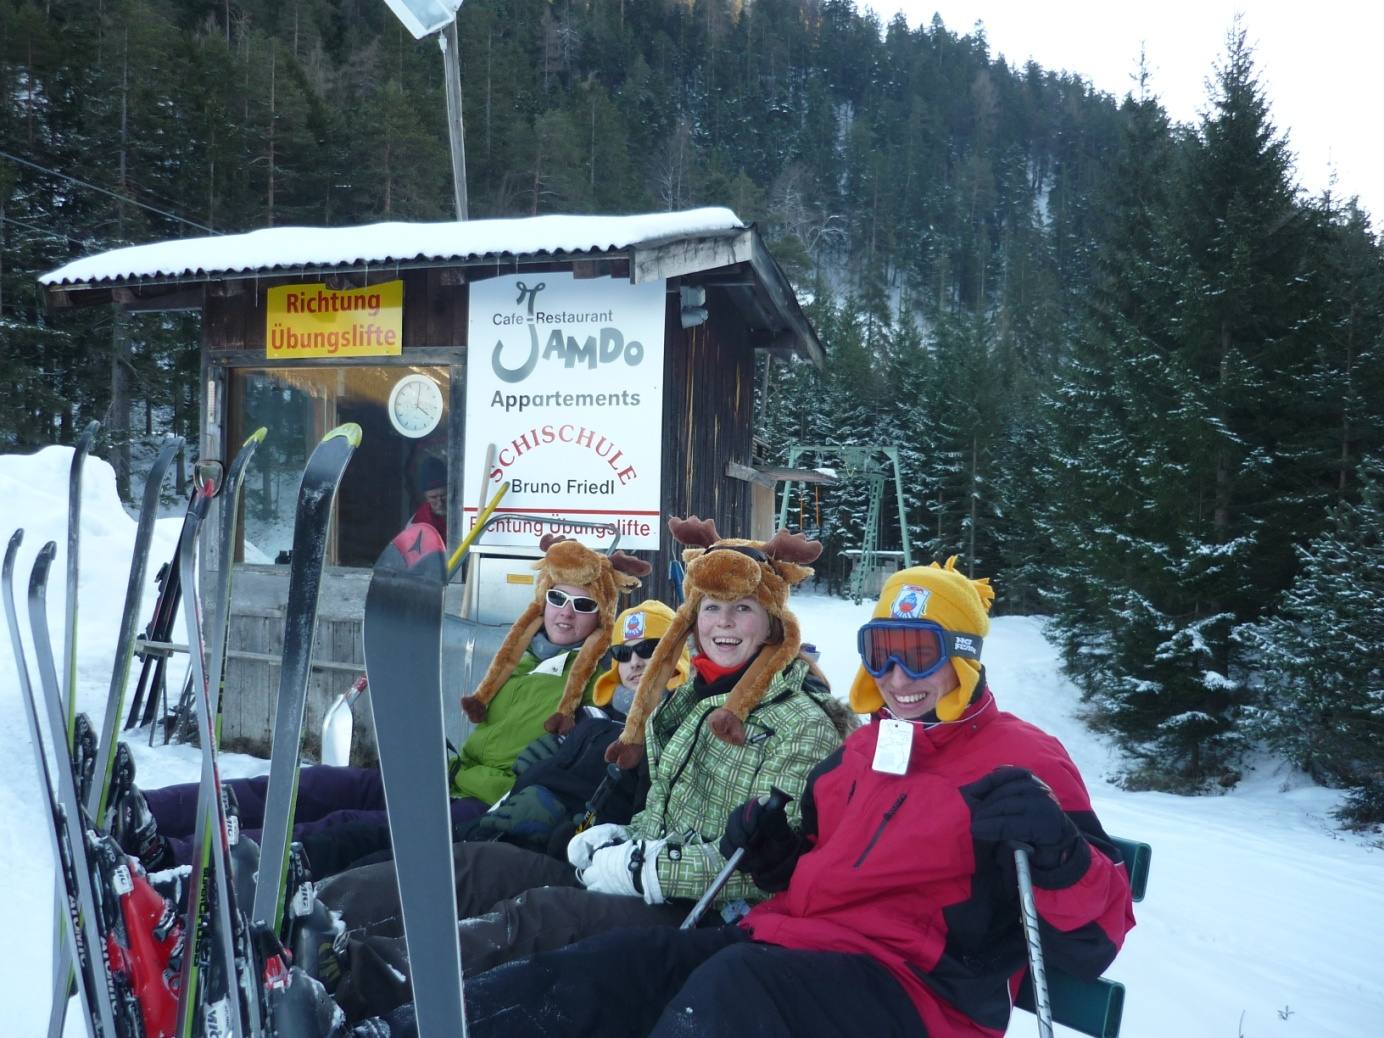 Richtung
Übungslifte
Cafe-Restaurant
JAMDO
Appartements
SCHISCHULE
Bruno Friedl
Richtung Übungslifte